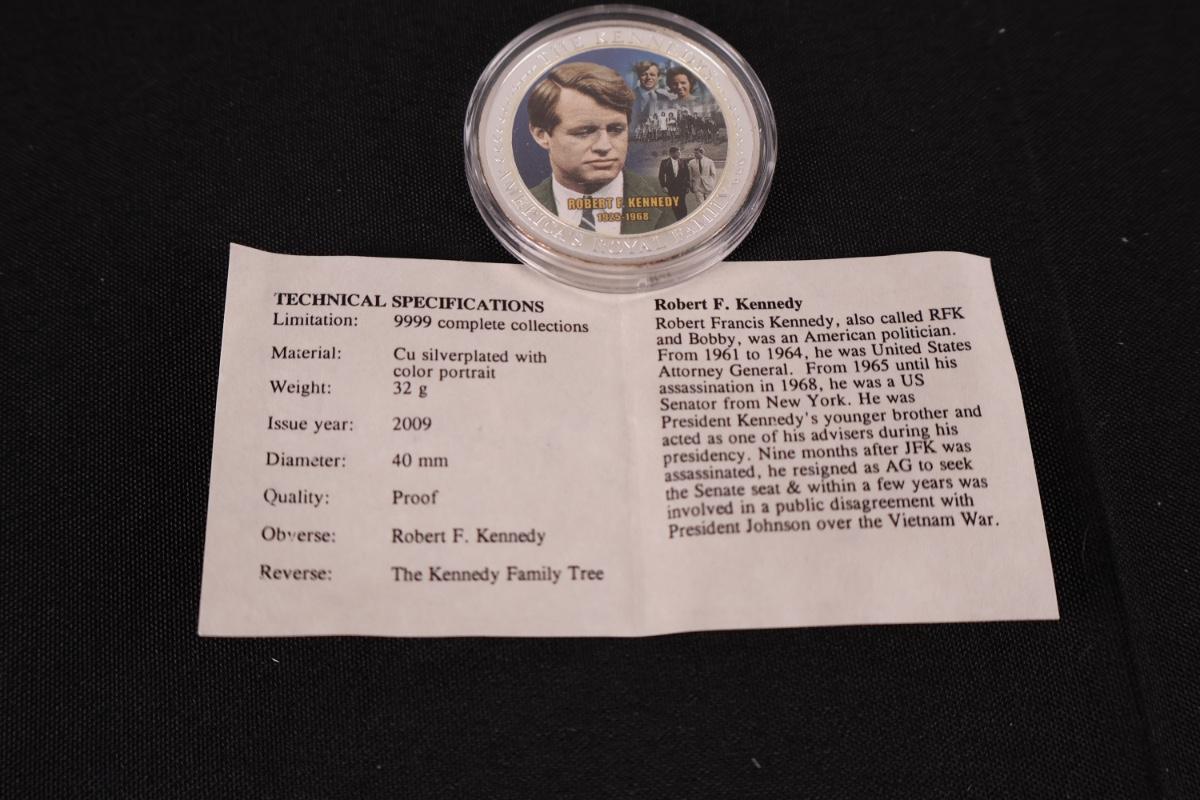 THE KENNEDYS
ROBERT F. KENNEDY
1925-1968
AMERICA'S ROYAL FAMILY
TECHNICAL SPECIFICATIONS
Limitation: 9999 complete collections
Material: Cu silverplated with
color portrait
Weight: 32 g
Issue year: 2009
Diameter: 40 mm
Quality: Proof
Obverse: Robert F. Kennedy
Reverse: The Kennedy Family Tree
Robert F. Kennedy
Robert Francis Kennedy, also called RFK
and Bobby, was an American politician.
From 1961 to 1964, he was United States
Attorney General. From 1965 until his
assassination in 1968, he was a US
Senator from New York. He was
President Kennedy's younger brother and
acted as one of his advisers during his
presidency. Nine months after JFK was
assassinated, he resigned as AG to seek
the Senate seat & within a few years was
involved in a public disagreement with
President Johnson over the Vietnam War.